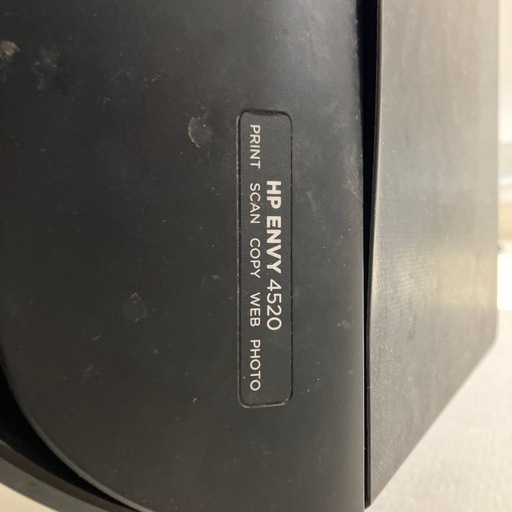 HP ENVY 4520
PRINT SCAN COPY WEB PHOTO